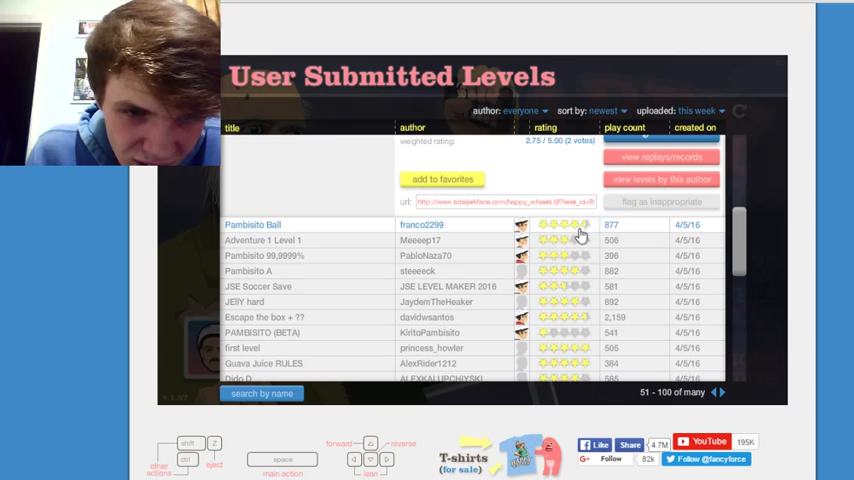 User Submitted Levels
author: everyone sort by: newest uploaded: this week
title author rating play count created on
weighted rating: 2.75 / 5.00 (2 votes)
view replays/records
add to favorites view levels by this author
url: flag as inappropriate
Pambisito Ball franco2299 877 4/5/16
Adventure 1 Level 1 Meeeep17 506 4/5/16
Pambisito 99,9999% PabloNaza70 396 4/5/16
Pambisito A steeeeck 882 4/5/16
JSE Soccer Save JSE LEVEL MAKER 2016 581 4/5/16
JEllY hard JaydemTheHeaker 892 4/5/16
Escape the box + ?? davidwsantos 2,159 4/5/16
PAMBISITO (BETA) KiritoPambisito 541 4/5/16
first level princess_howler 505 4/5/16
Guava Juice RULES AlexRider1212 384 4/5/16
Dido D ALEXKALUPCHIYSKI 585 4/5/16
search by name 51 - 100 of many
shift Z
eject
ctrl
other actions
space
main action
forward reverse
lean
T-shirts
(for sale)
Like Share 4.7M YouTube 195K
G+ Follow 82k Follow @fancyforce